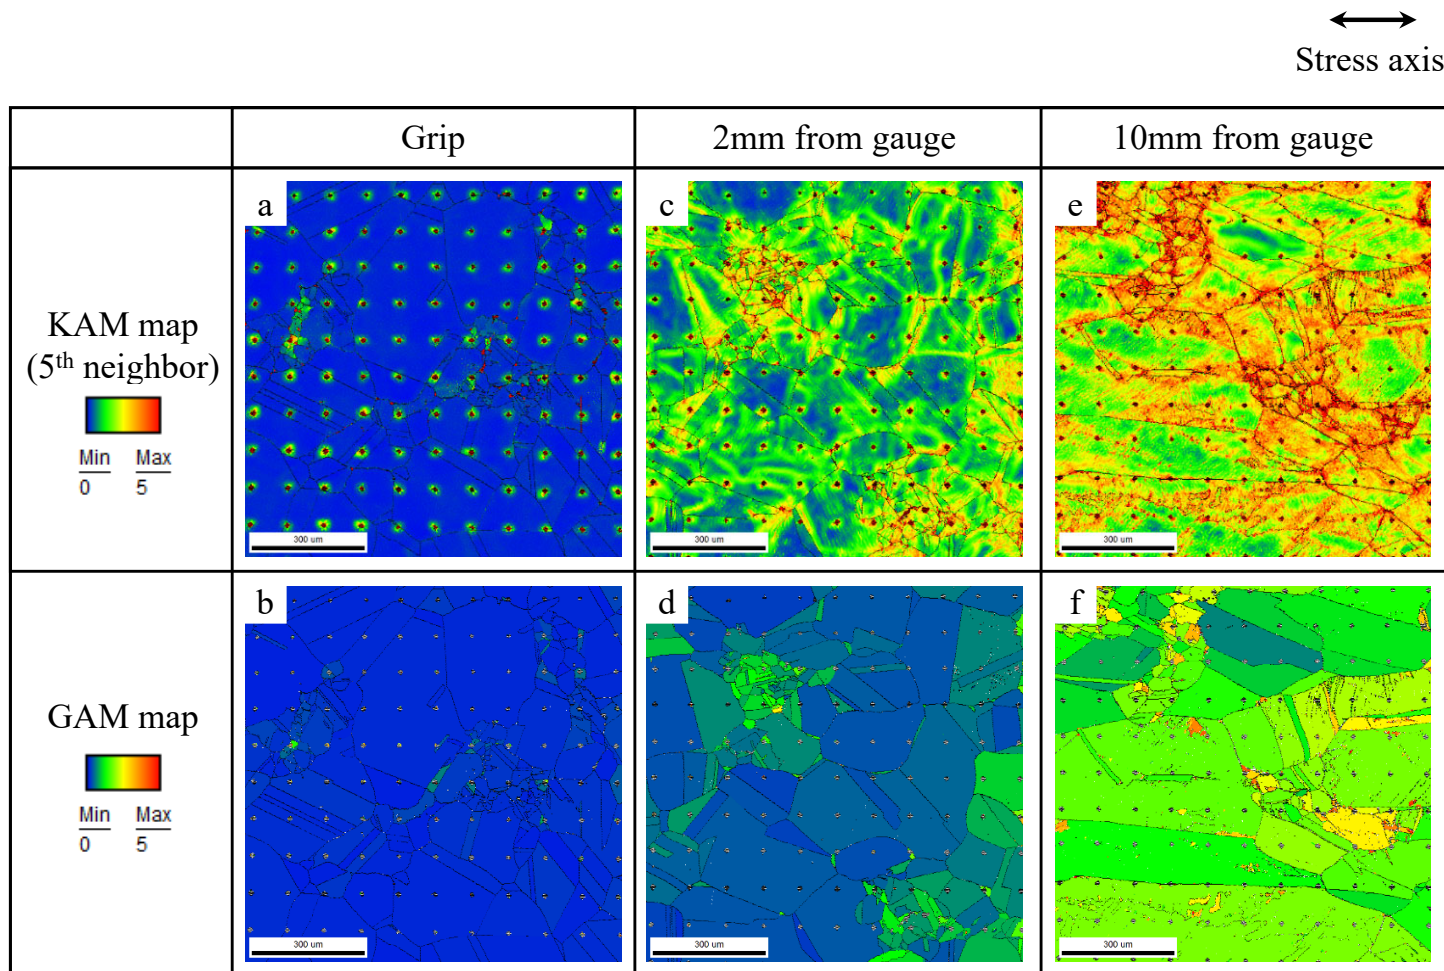 Stress axis
Grip
2mm from gauge
10mm from gauge
KAM map
(5th neighbor)
Min Max
0 5
a
300 um
c
300 um
e
300 um
GAM map
Min Max
0 5
b
300 um
d
300 um
f
300 um